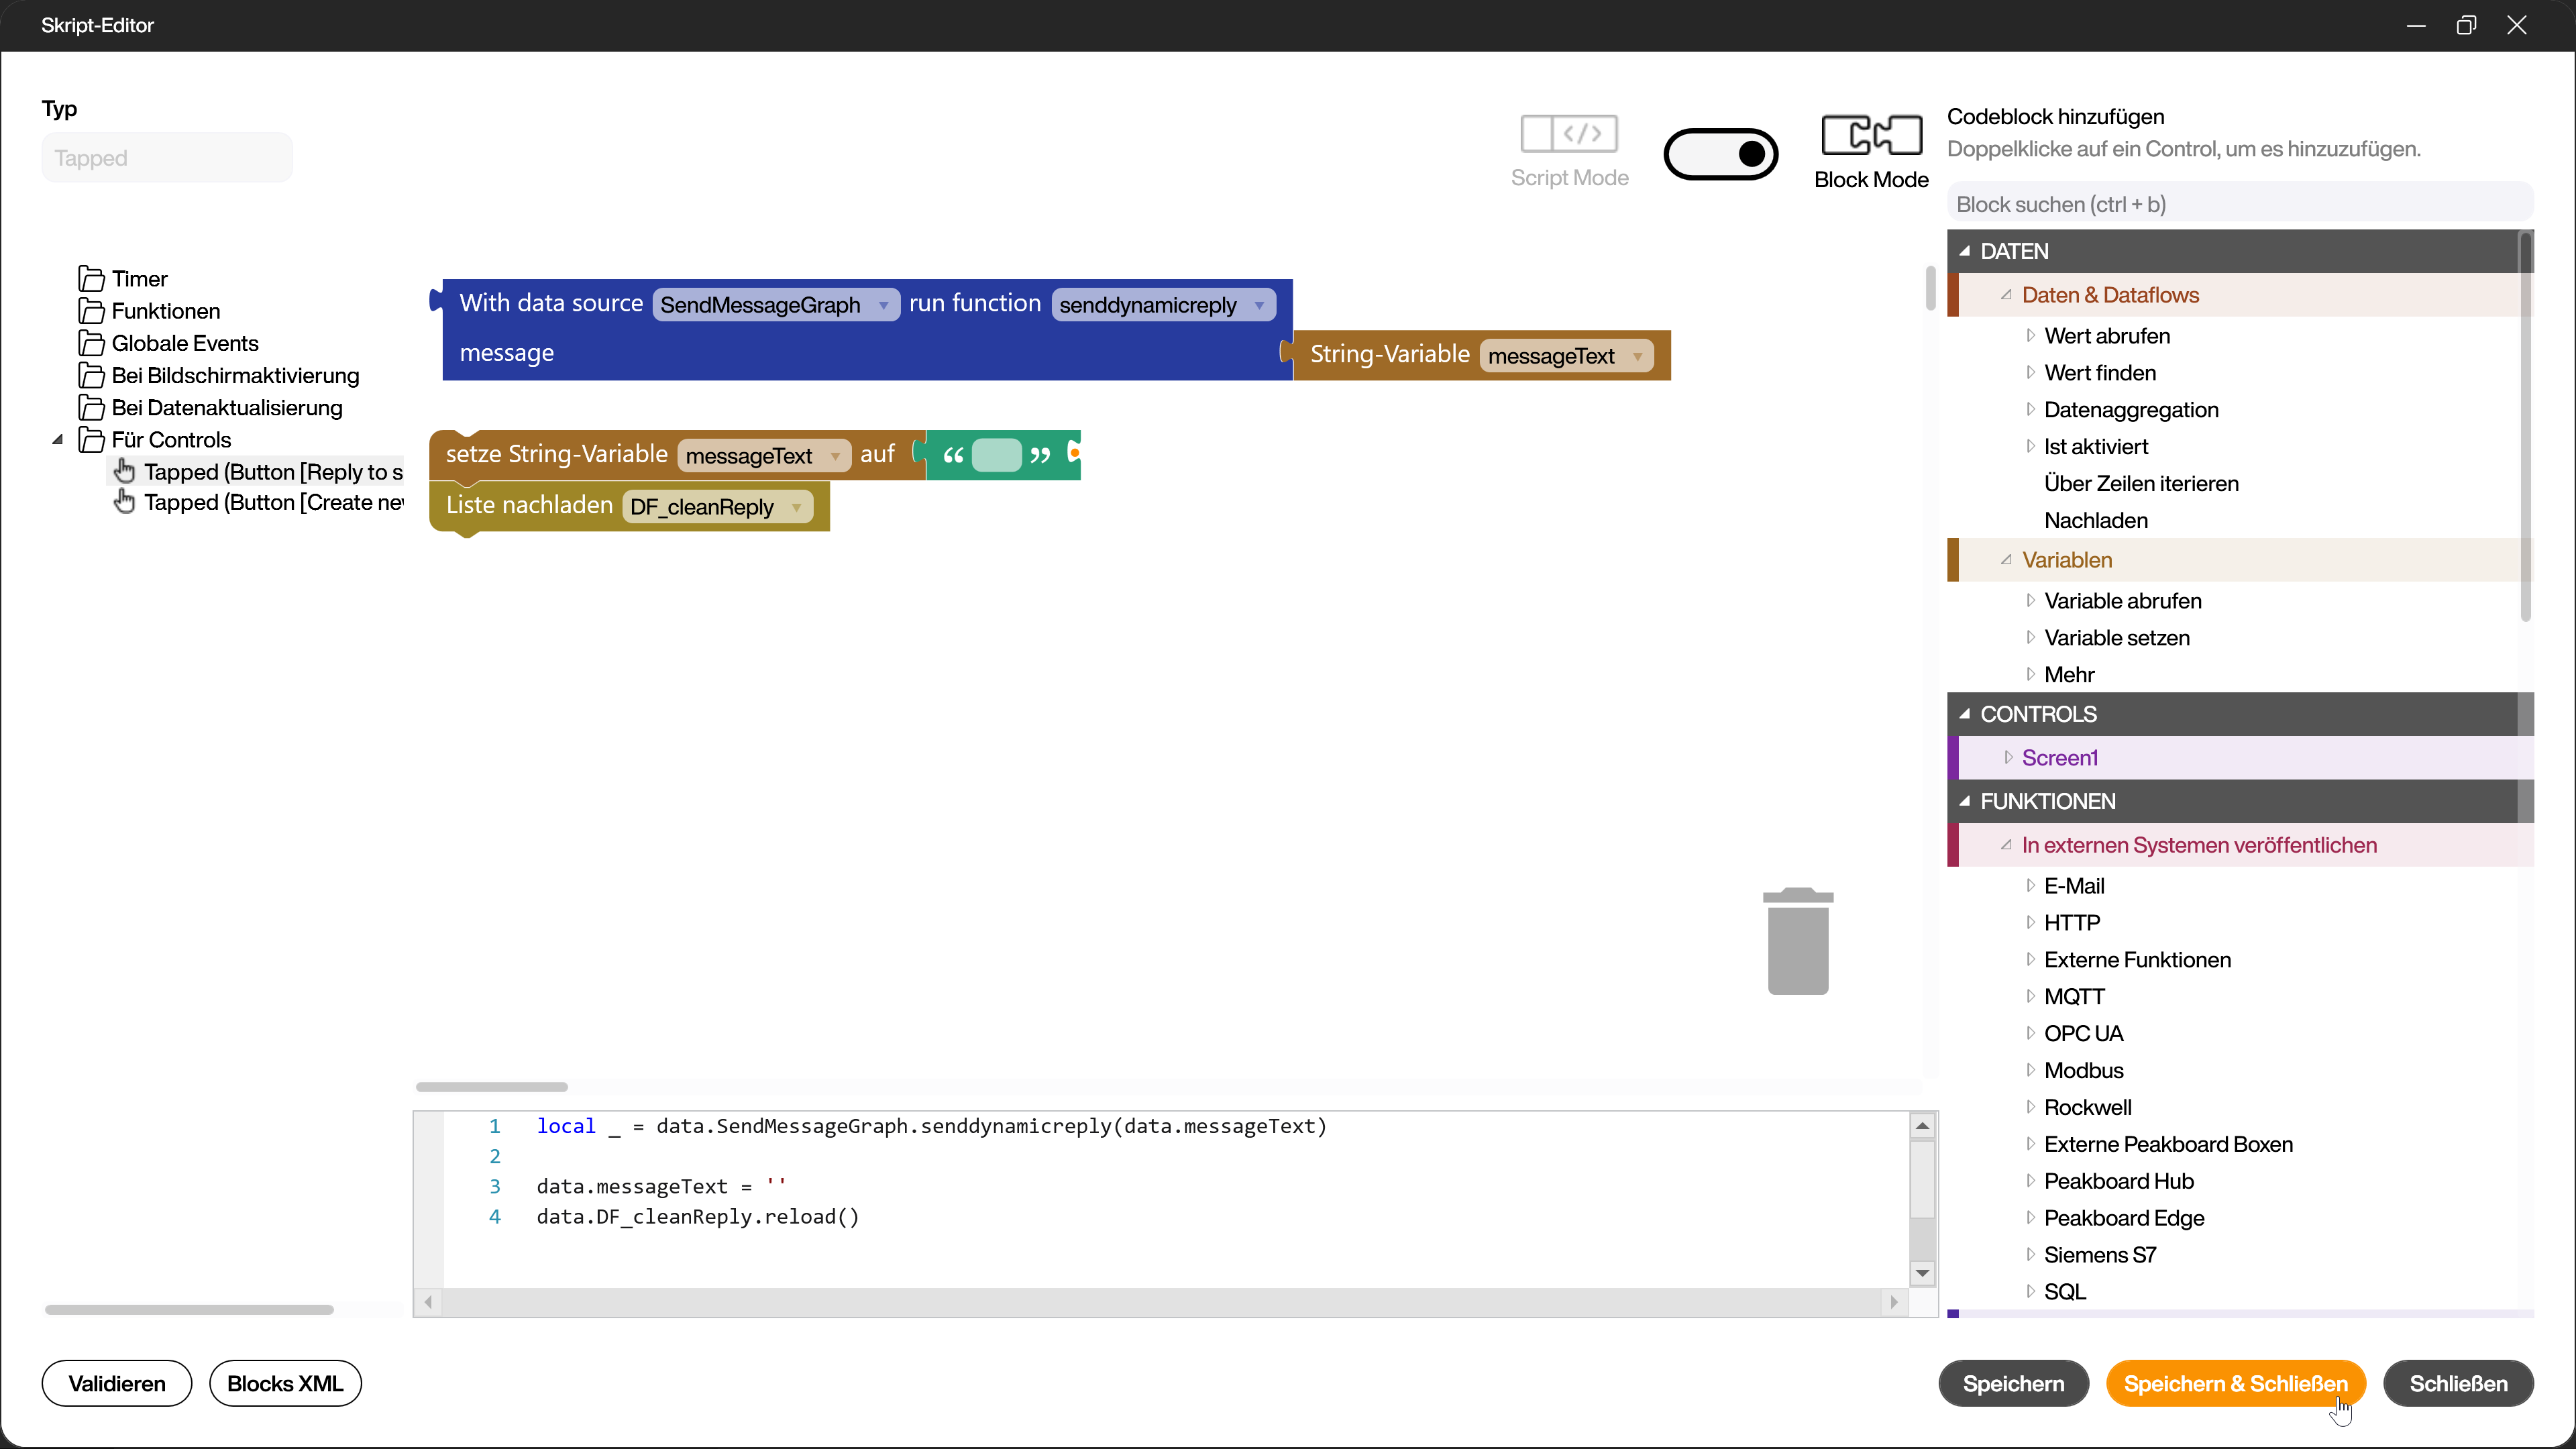 Skript-Editor
Typ
Tapped
Script Mode
Block Mode
Codeblock hinzufügen
Doppelklicke auf ein Control, um es hinzuzufügen.
Block suchen (ctrl + b)
Timer
Funktionen
Globale Events
Bei Bildschirmaktivierung
Bei Datenaktualisierung
Für Controls
Tapped (Button [Reply to s
Tapped (Button [Create ne
With data source SendMessageGraph run function senddynamicreply
message String-Variable messageText
setze String-Variable messageText auf “ ”
Liste nachladen DF_cleanReply
1 local _ = data.SendMessageGraph.senddynamicreply(data.messageText)
2
3 data.messageText = ''
4 data.DF_cleanReply.reload()
DATEN
Daten & Dataflows
Wert abrufen
Wert finden
Datenaggregation
Ist aktiviert
Über Zeilen iterieren
Nachladen
Variablen
Variable abrufen
Variable setzen
Mehr
CONTROLS
Screen1
FUNKTIONEN
In externen Systemen veröffentlichen
E-Mail
HTTP
Externe Funktionen
MQTT
OPC UA
Modbus
Rockwell
Externe Peakboard Boxen
Peakboard Hub
Peakboard Edge
Siemens S7
SQL
Validieren
Blocks XML
Speichern
Speichern & Schließen
Schließen